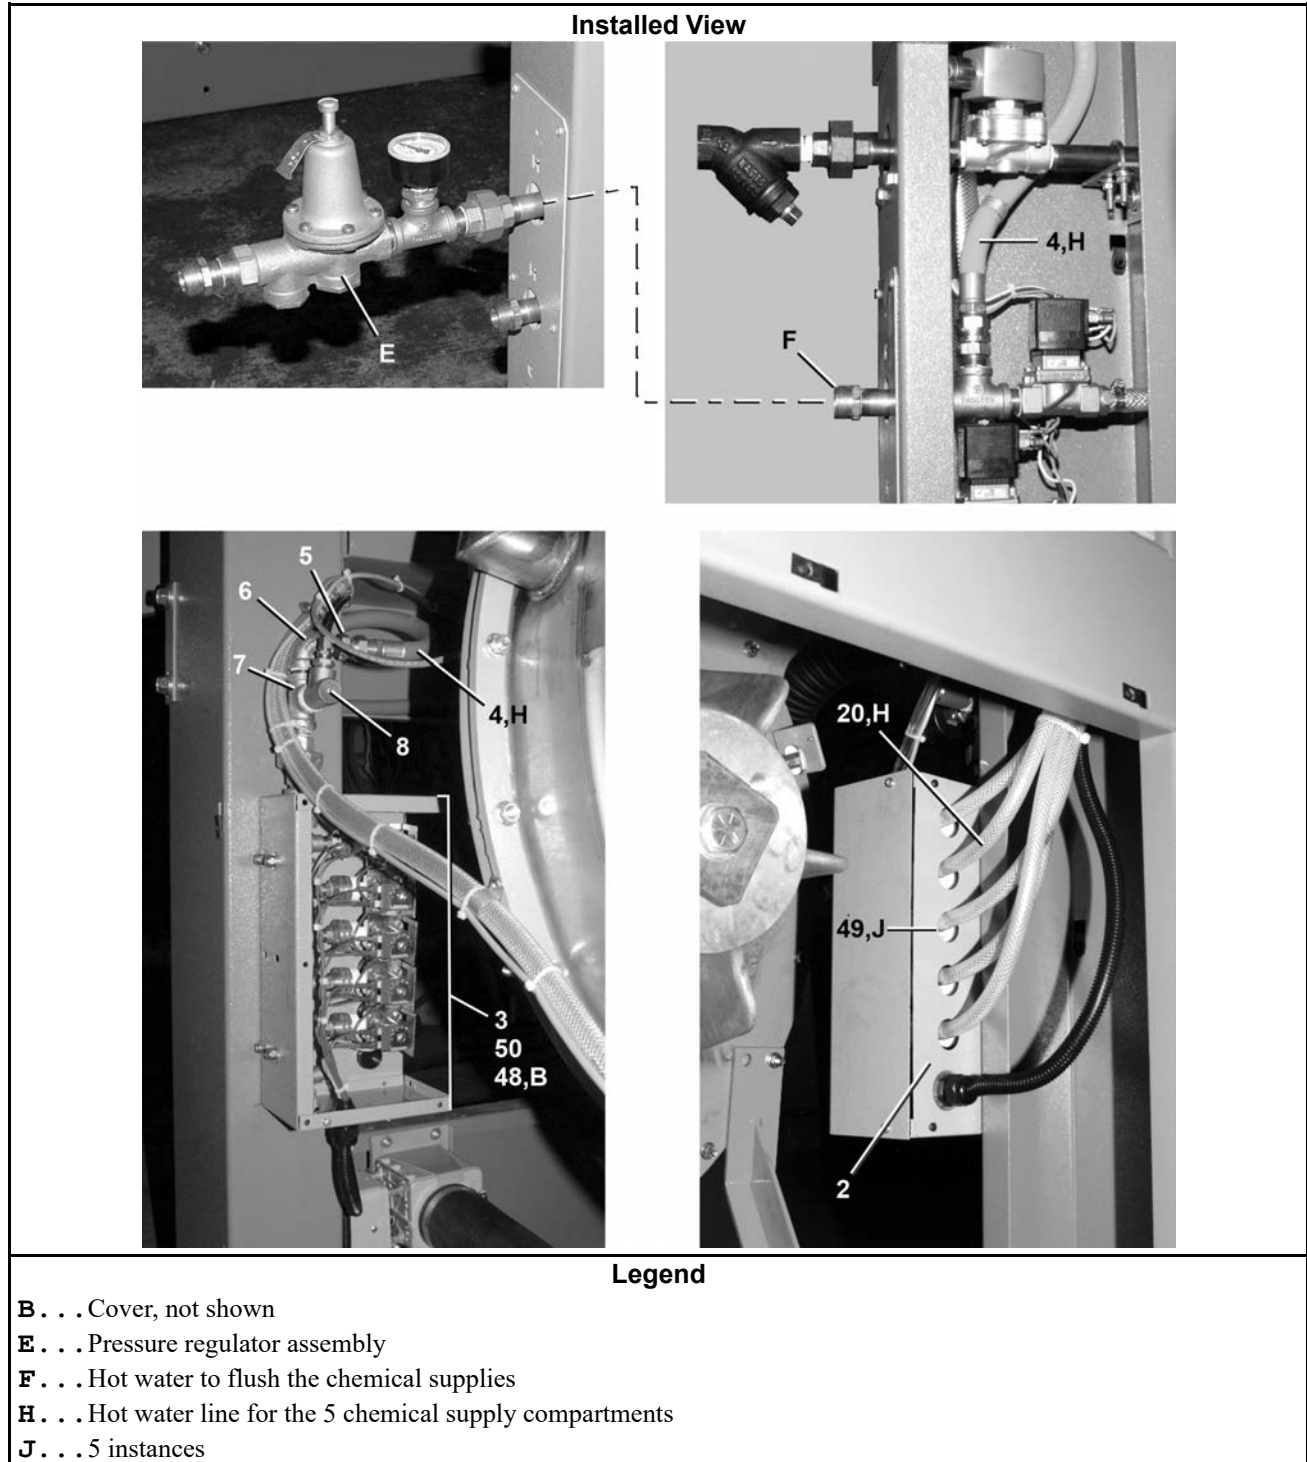 Installed View
E
4,H
F
5
6
7
4,H
8
3
50
48,B
20,H
49,J
2
Legend
B...Cover, not shown
E...Pressure regulator assembly
F...Hot water to flush the chemical supplies
H...Hot water line for the 5 chemical supply compartments
J...5 instances